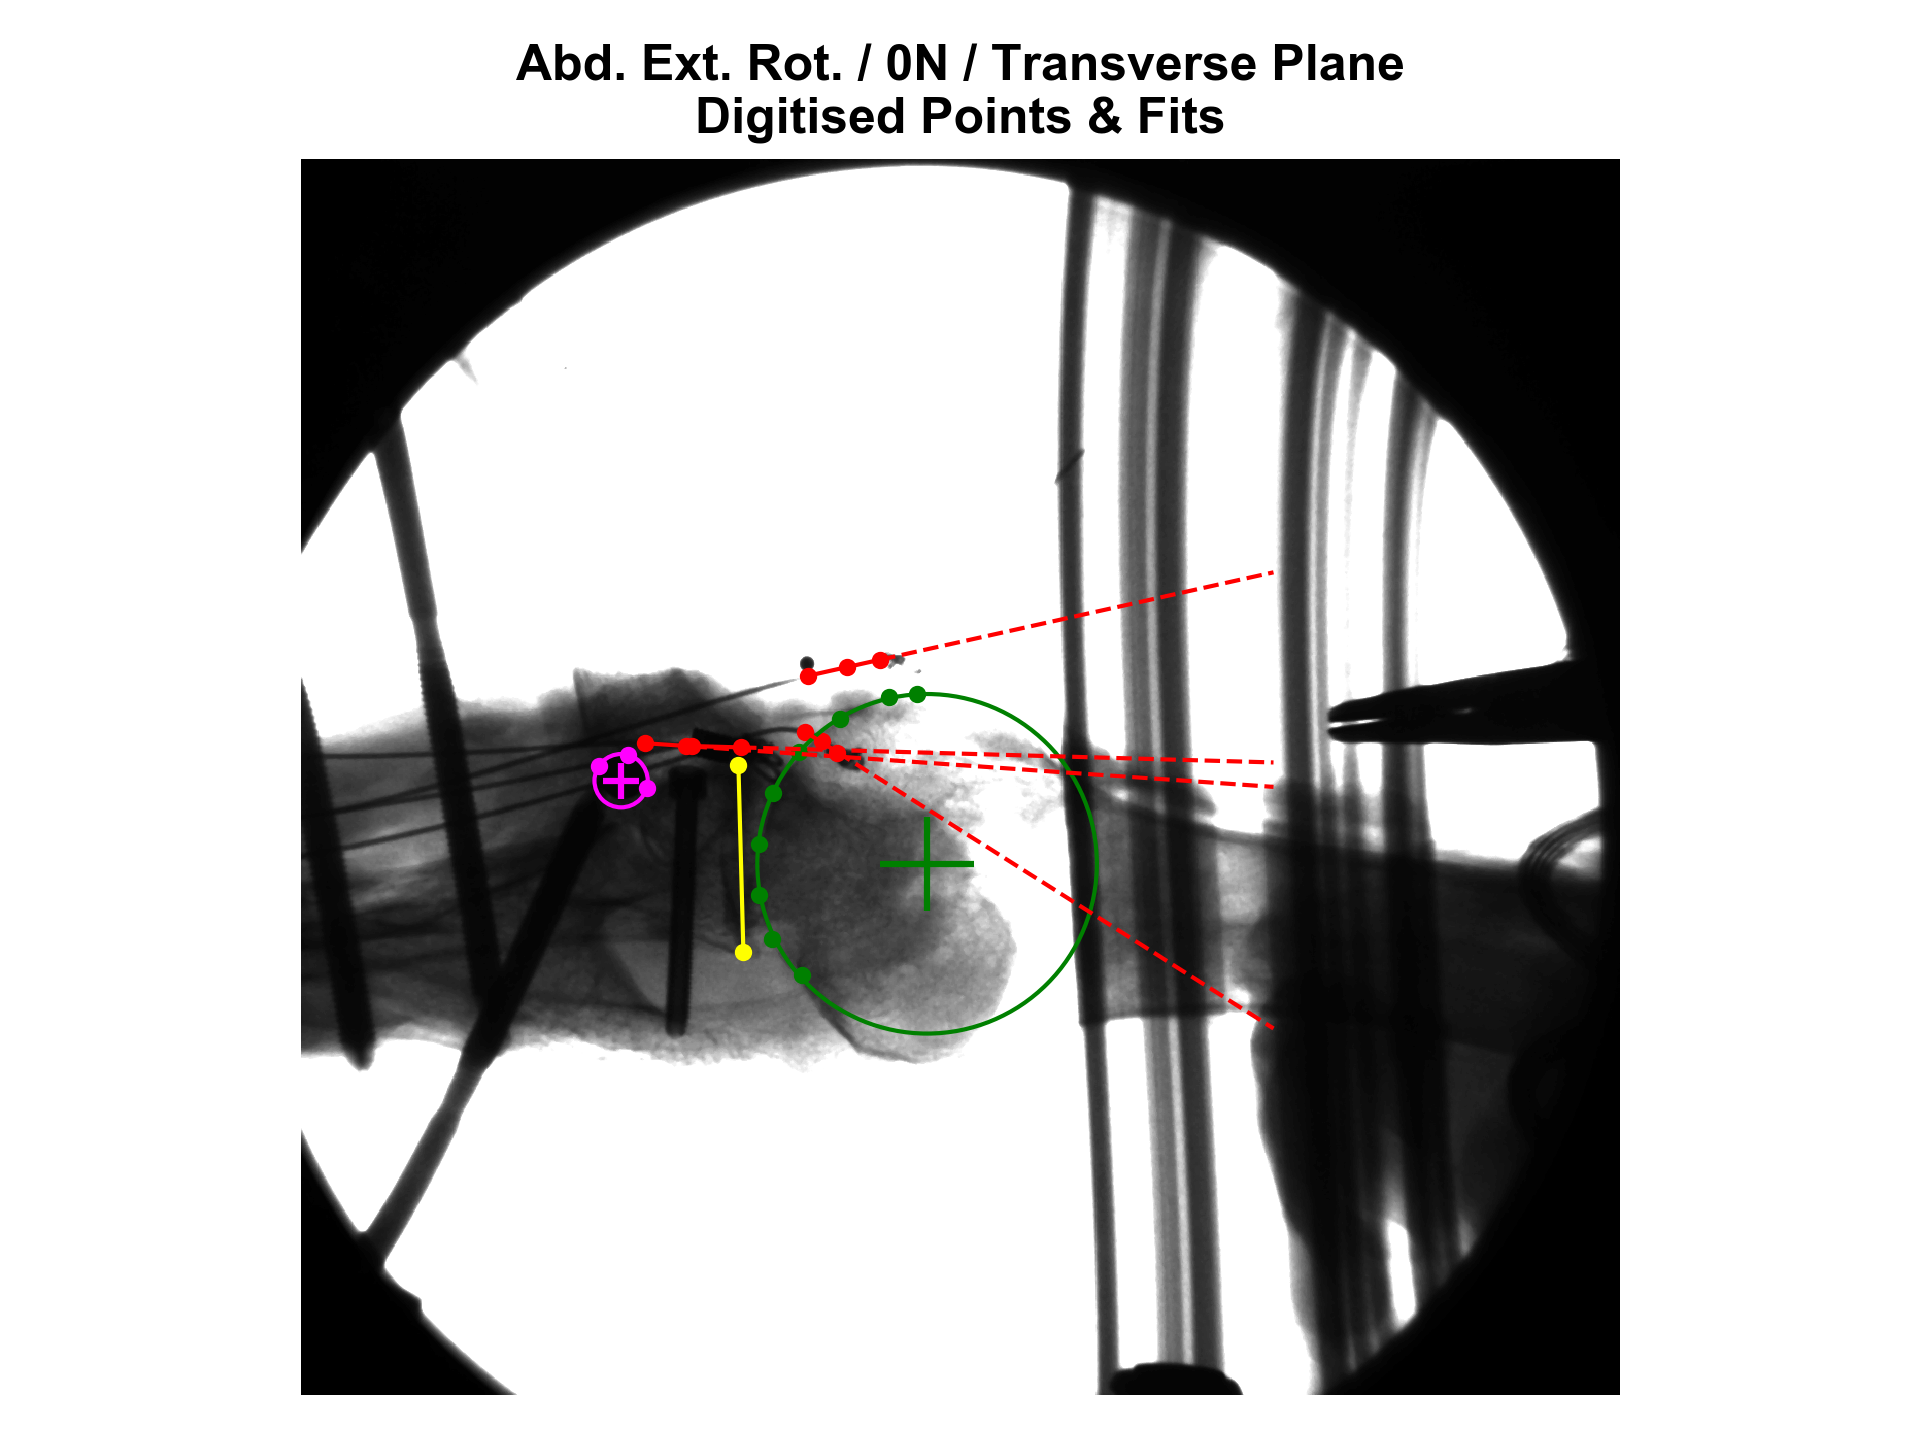 Abd. Ext. Rot. / 0N / Transverse Plane
Digitised Points & Fits